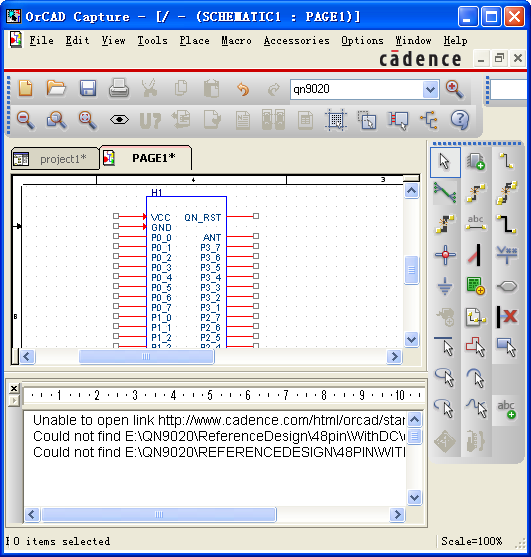 OrCAD Capture - [/ - (SCHEMATIC1 : PAGE1)]
File Edit View Tools Place Macro Accessories Options Window Help
cādence
qn9020
U?
project1* PAGE1*
4 3
H1
VCC QN_RST
GND
P0_0 ANT
P0_1 P3_7
P0_2 P3_6
P0_3 P3_5
P0_4 P3_4
P0_5 P3_3
P0_6 P3_2
P0_7 P3_1
P1_0 P2_7
P1_1 P2_6
P1_2 P2_5
B
abc
1 2 3 4 5 6 7 8 9 10
Unable to open link http://www.cadence.com/html/orcad/star
Could not find E:\QN9020\ReferenceDesign\48pin\WithDC\
Could not find E:\QN9020\REFERENCEDESIGN\48PIN\WIT
abc
0 items selected Scale=100%